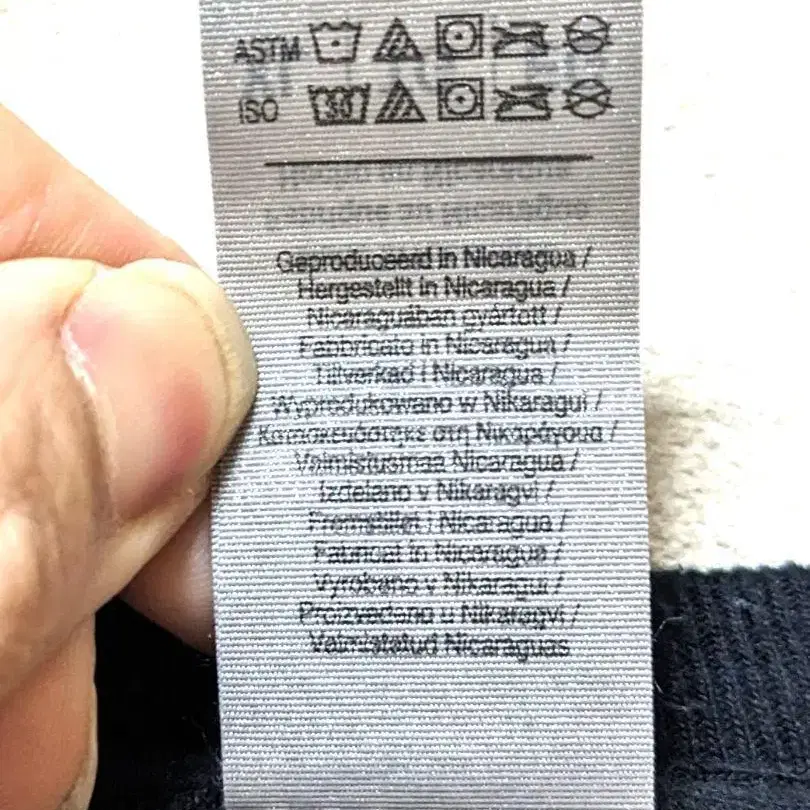 ASTM
ISO 30
Geproduceerd in Nicaragua /
Hergestellt in Nicaragua /
Nicaraguában gyártott /
Fabbricato in Nicaragua /
Tillverkad i Nicaragua /
Wyprodukowano w Nikaragui /
Κατασκευάστηκε στη Νικαράγουα /
Valmistusmaa Nicaragua /
Izdelano v Nikaragvi /
Fremstillet i Nicaragua /
Fabricat în Nicaragua /
Vyrobeno v Nikaragui /
Proizvedeno u Nikaragvi /
Valmistatud Nicaraguas